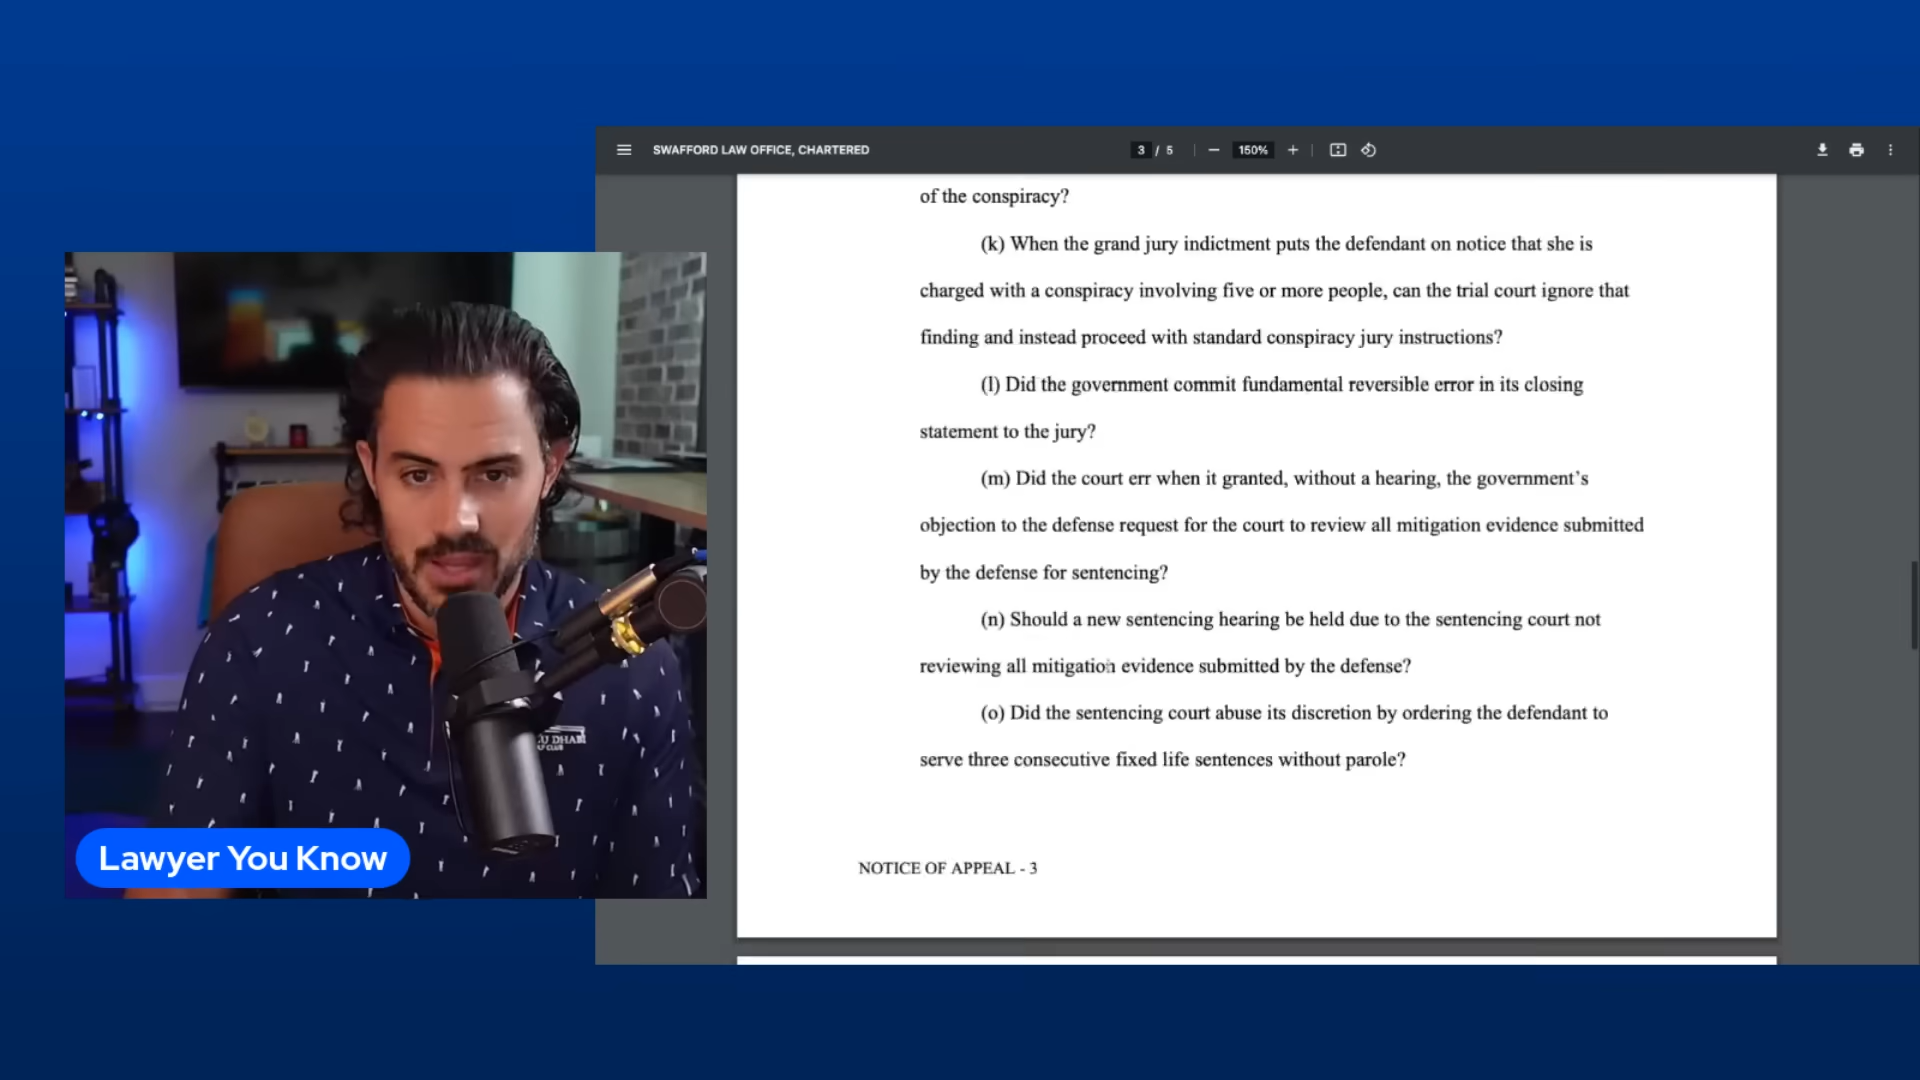 SWAFFORD LAW OFFICE, CHARTERED
3 / 5
150%
of the conspiracy?
(k) When the grand jury indictment puts the defendant on notice that she is
charged with a conspiracy involving five or more people, can the trial court ignore that
finding and instead proceed with standard conspiracy jury instructions?
(l) Did the government commit fundamental reversible error in its closing
statement to the jury?
(m) Did the court err when it granted, without a hearing, the government's
objection to the defense request for the court to review all mitigation evidence submitted
by the defense for sentencing?
(n) Should a new sentencing hearing be held due to the sentencing court not
reviewing all mitigation evidence submitted by the defense?
(o) Did the sentencing court abuse its discretion by ordering the defendant to
serve three consecutive fixed life sentences without parole?
NOTICE OF APPEAL - 3
Lawyer You Know